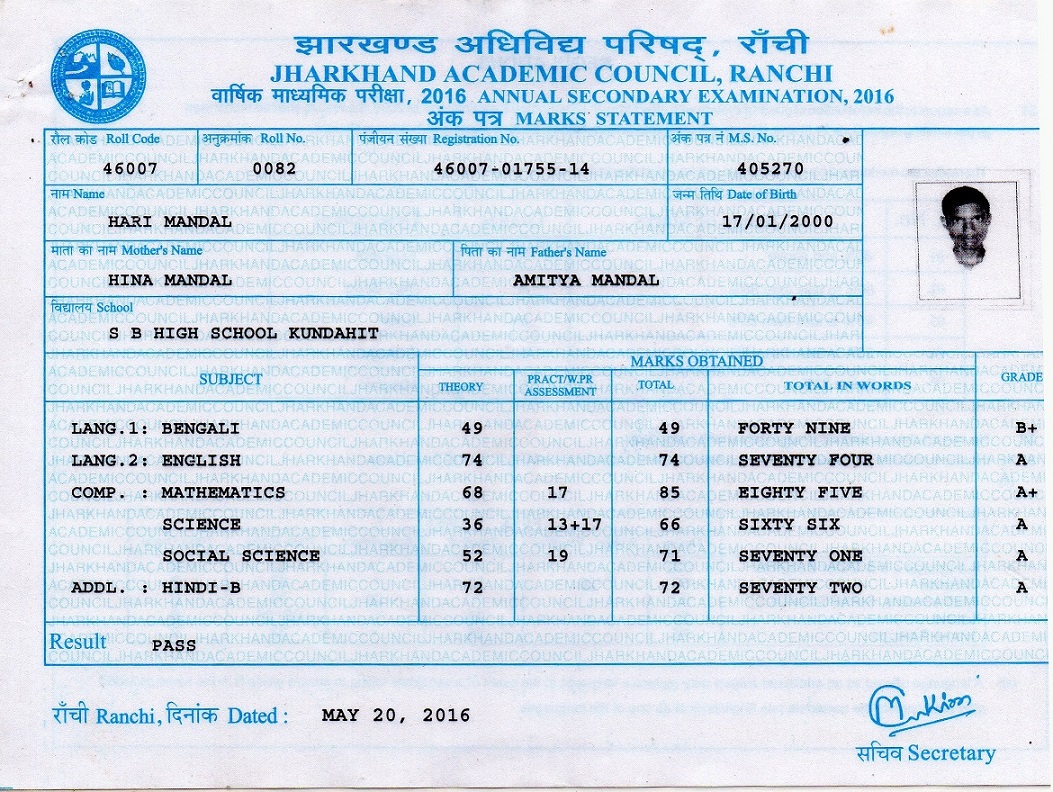 झारखण्ड अधिविद्य परिषद्, राँची
JHARKHAND ACADEMIC COUNCIL, RANCHI
वार्षिक माध्यमिक परीक्षा, 2016 ANNUAL SECONDARY EXAMINATION, 2016
अंक पत्र MARKS STATEMENT
रौल कोड Roll Code अनुक्रमांक Roll No. पंजीयन संख्या Registration No. अंक पत्र नं M.S. No.
46007 0082 46007-01755-14 405270
नाम Name जन्म तिथि Date of Birth
HARI MANDAL 17/01/2000
माता का नाम Mother's Name पिता का नाम Father's Name
HINA MANDAL AMITYA MANDAL
विद्यालय School
S B HIGH SCHOOL KUNDAHIT
SUBJECT MARKS OBTAINED GRADE
THEORY PRACT/W.PR ASSESSMENT TOTAL TOTAL IN WORDS
LANG.1: BENGALI 49 49 FORTY NINE B+
LANG.2: ENGLISH 74 74 SEVENTY FOUR A
COMP. : MATHEMATICS 68 17 85 EIGHTY FIVE A+
SCIENCE 36 13+17 66 SIXTY SIX A
SOCIAL SCIENCE 52 19 71 SEVENTY ONE A
ADDL. : HINDI-B 72 72 SEVENTY TWO A
Result PASS
राँची Ranchi, दिनांक Dated : MAY 20, 2016
सचिव Secretary